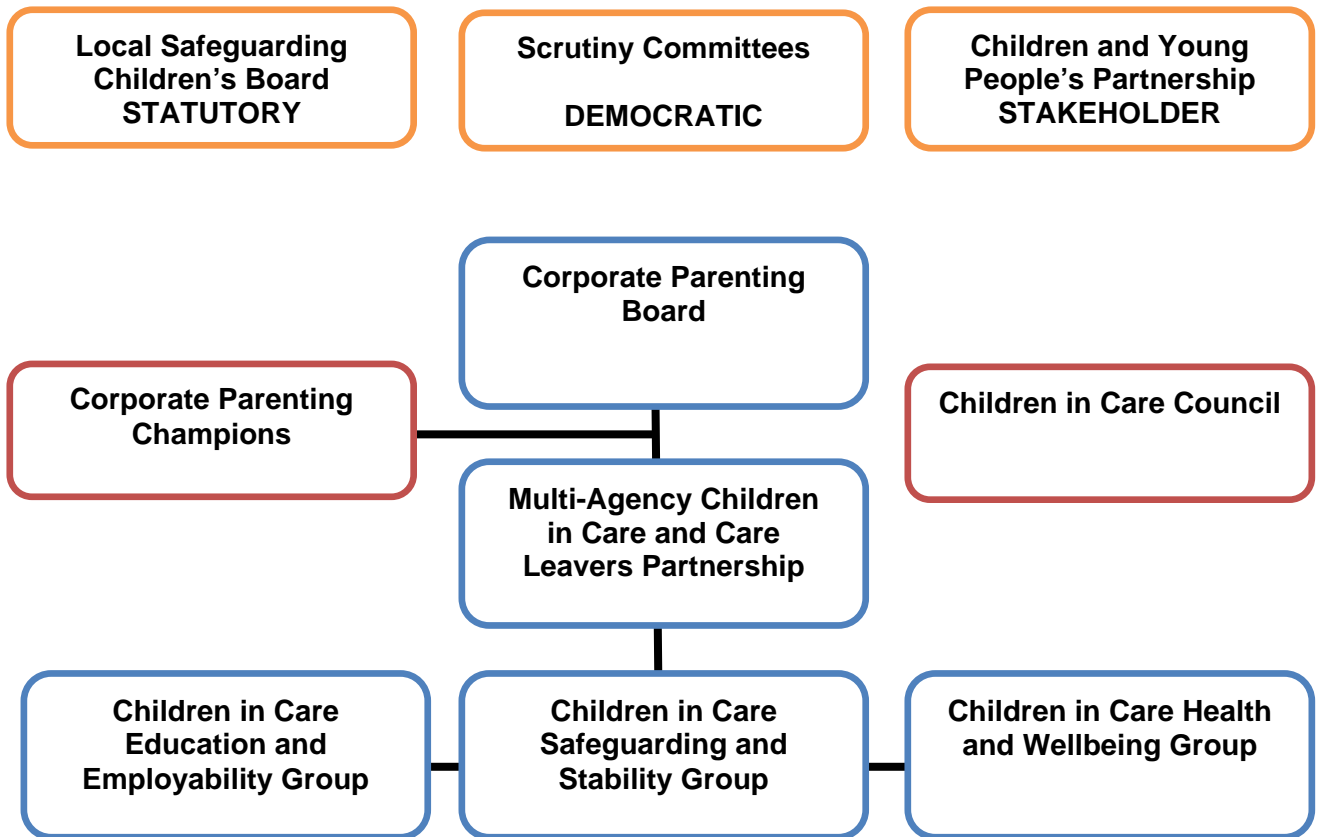 Local Safeguarding
Children’s Board
STATUTORY
Scrutiny Committees
DEMOCRATIC
Children and Young
People’s Partnership
STAKEHOLDER
Corporate Parenting
Board
Corporate Parenting
Champions
Children in Care Council
Multi-Agency Children
in Care and Care
Leavers Partnership
Children in Care
Education and
Employability Group
Children in Care
Safeguarding and
Stability Group
Children in Care Health
and Wellbeing Group